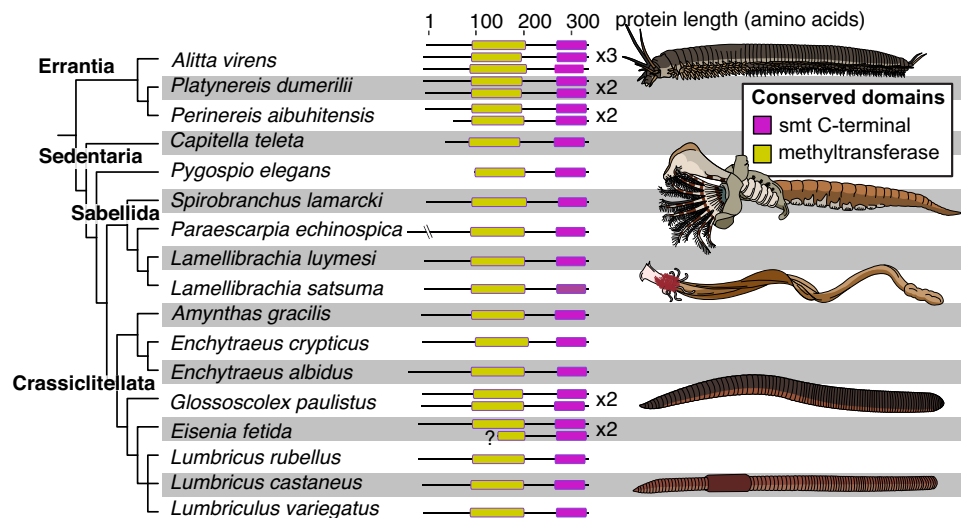 1 100 200 300 protein length (amino acids)
Errantia
Alitta virens x3
Platynereis dumerilii x2
Perinereis aibuhitensis x2
Conserved domains
smt C-terminal
methyltransferase
Sedentaria
Capitella teleta
Pygospio elegans
Sabellida
Spirobranchus lamarcki
Paraescarpia echinospica
Lamellibrachia luymesi
Lamellibrachia satsuma
Amynthas gracilis
Enchytraeus crypticus
Crassiclitellata
Enchytraeus albidus
Glossoscolex paulistus x2
Eisenia fetida ? x2
Lumbricus rubellus
Lumbricus castaneus
Lumbriculus variegatus